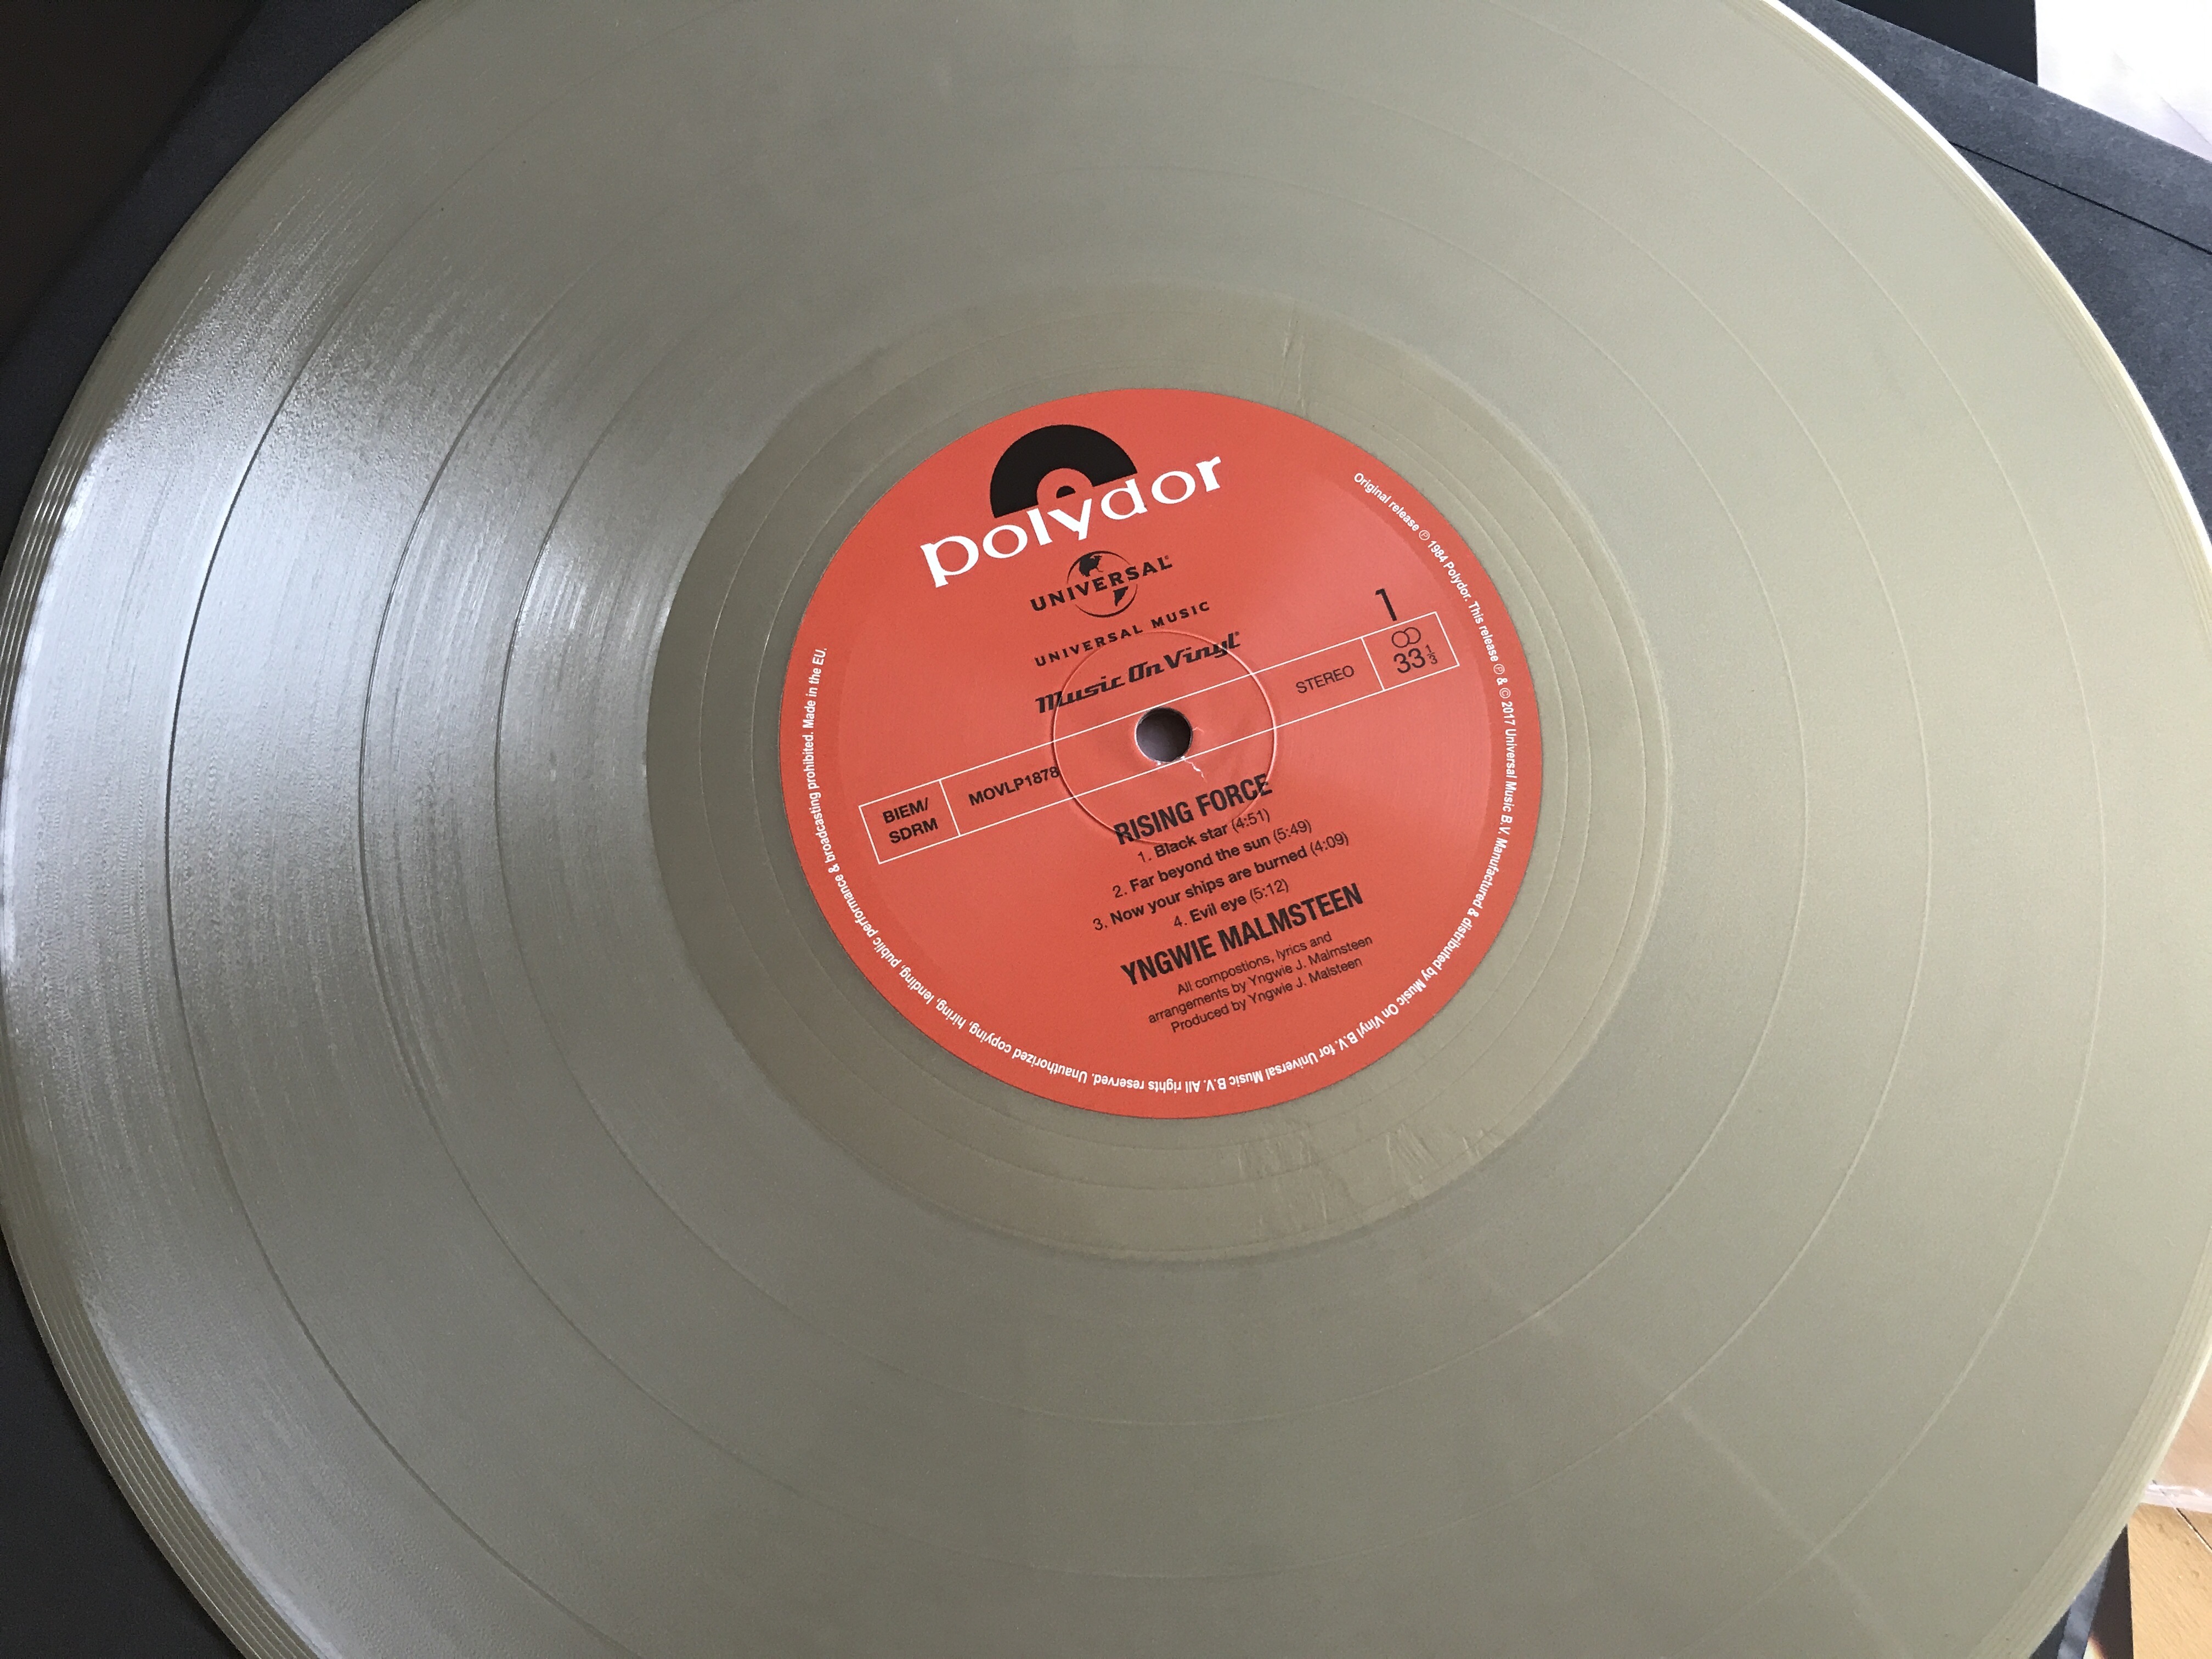 polydor
UNIVERSAL®
UNIVERSAL MUSIC
Music On Vinyl®
1
BIEM/
SDRM
MOVLP1878
STEREO
33⅓
RISING FORCE
1. Black star (4:51)
2. Far beyond the sun (5:49)
3. Now your ships are burned (4:09)
4. Evil eye (5:12)
YNGWIE MALMSTEEN
All compostions, lyrics and
arrangements by Yngwie J. Malmsteen
Produced by Yngwie J. Malsteen
Original release ℗ 1984 Polydor. This release ℗ & © 2017 Universal Music B.V. Manufactured & distributed by Music On Vinyl B.V. for Universal Music B.V. All rights reserved. Unauthorized copying, hiring, lending, public performance & broadcasting prohibited. Made in the EU.